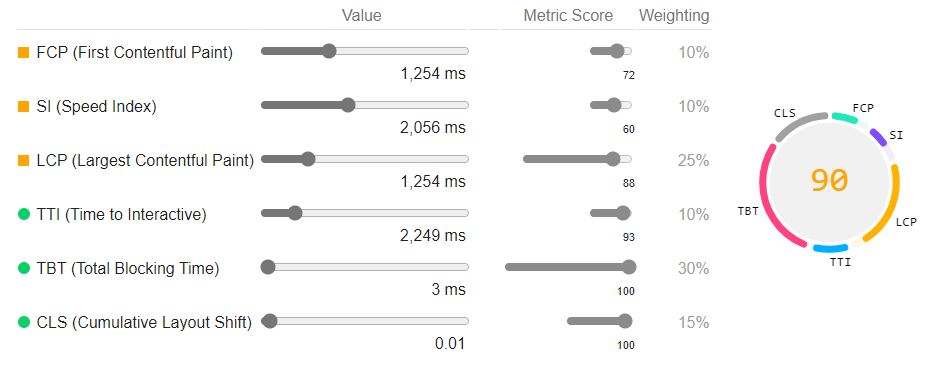 Value Metric Score Weighting
FCP (First Contentful Paint) 10%
1,254 ms 72
SI (Speed Index) 10%
2,056 ms 60
LCP (Largest Contentful Paint) 25%
1,254 ms 88
TTI (Time to Interactive) 10%
2,249 ms 93
TBT (Total Blocking Time) 30%
3 ms 100
CLS (Cumulative Layout Shift) 15%
0.01 100
CLS FCP
SI
90
TBT LCP
TTI